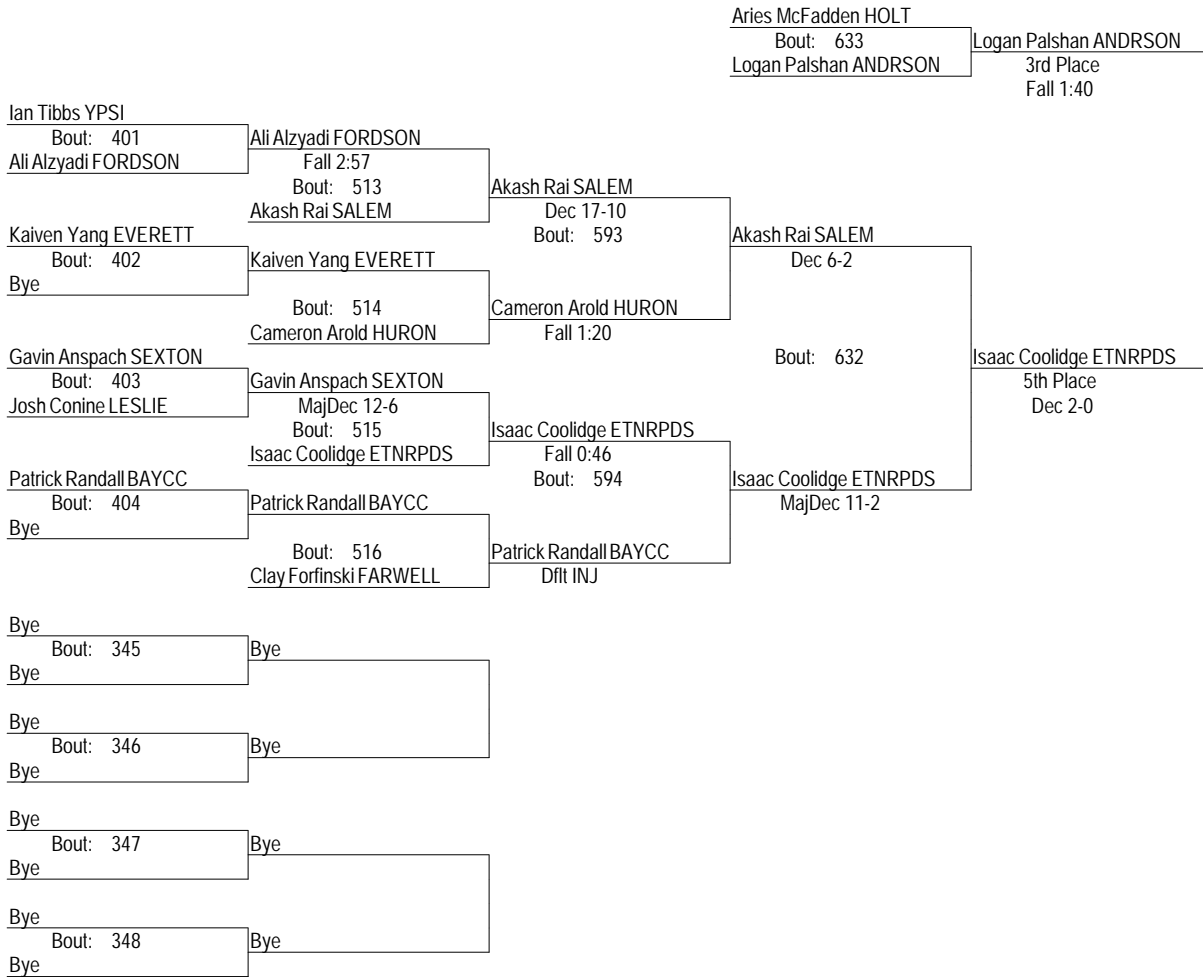 Aries McFadden HOLT
Bout: 633
Logan Palshan ANDRSON
Logan Palshan ANDRSON
3rd Place
Fall 1:40
Ian Tibbs YPSI
Bout: 401
Ali Alzyadi FORDSON
Ali Alzyadi FORDSON
Fall 2:57
Bout: 513
Akash Rai SALEM
Akash Rai SALEM
Dec 17-10
Bout: 593
Kaiven Yang EVERETT
Bout: 402
Bye
Kaiven Yang EVERETT
Bout: 514
Cameron Arold HURON
Cameron Arold HURON
Fall 1:20
Akash Rai SALEM
Dec 6-2
Bout: 632
Isaac Coolidge ETNRPDS
5th Place
Dec 2-0
Gavin Anspach SEXTON
Bout: 403
Josh Conine LESLIE
Gavin Anspach SEXTON
MajDec 12-6
Bout: 515
Isaac Coolidge ETNRPDS
Isaac Coolidge ETNRPDS
Fall 0:46
Bout: 594
Isaac Coolidge ETNRPDS
MajDec 11-2
Patrick Randall BAYCC
Bout: 404
Bye
Patrick Randall BAYCC
Bout: 516
Clay Forfinski FARWELL
Patrick Randall BAYCC
Dflt INJ
Bye
Bout: 345
Bye
Bye
Bye
Bout: 346
Bye
Bye
Bye
Bout: 347
Bye
Bye
Bye
Bout: 348
Bye
Bye